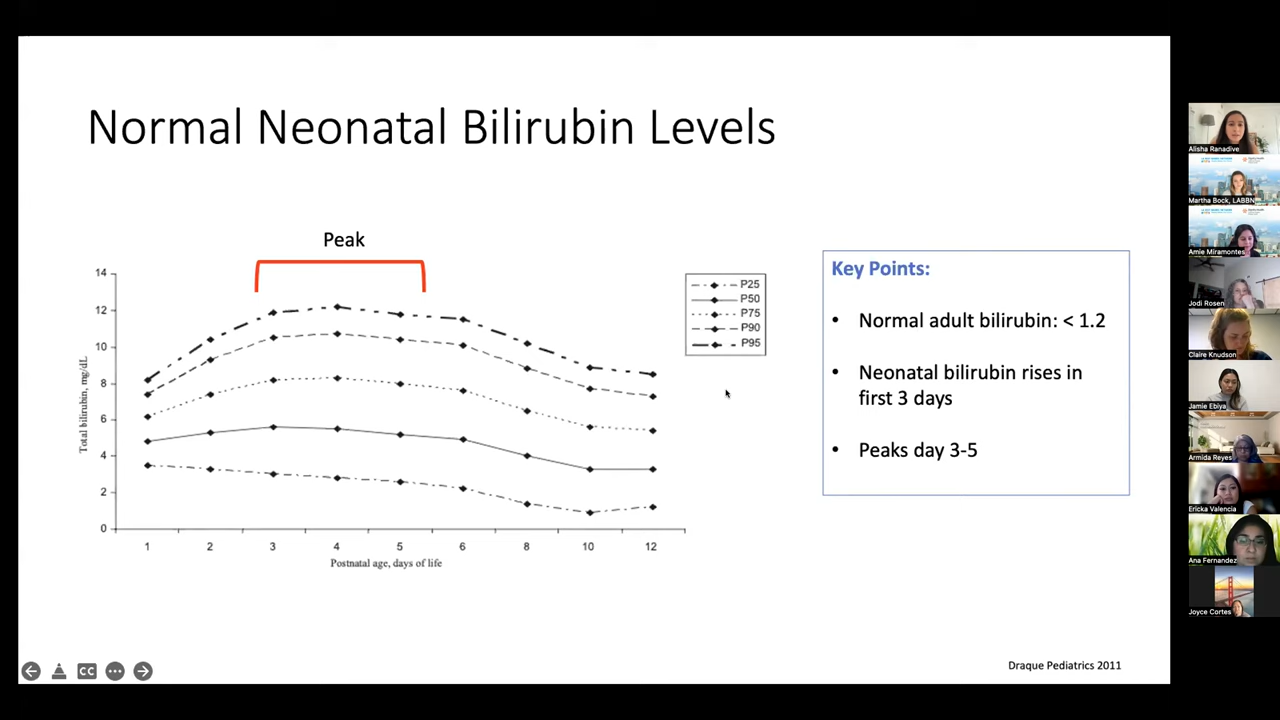 Normal Neonatal Bilirubin Levels
Peak
14
12
10
8
6
4
2
0
Total bilirubin, mg/dL
1 2 3 4 5 6 8 10 12
Postnatal age, days of life
P25
P50
P75
P90
P95
Key Points:
• Normal adult bilirubin: < 1.2
• Neonatal bilirubin rises in
first 3 days
• Peaks day 3-5
Draque Pediatrics 2011
CC
Alisha Ranadive
Martha Bock, LABBN
Amie Miramontes
Jodi Rosen
Claire Knudson
Jamie Ebiya
Armida Reyes
Ericka Valencia
Ana Fernandez
Joyce Cortes